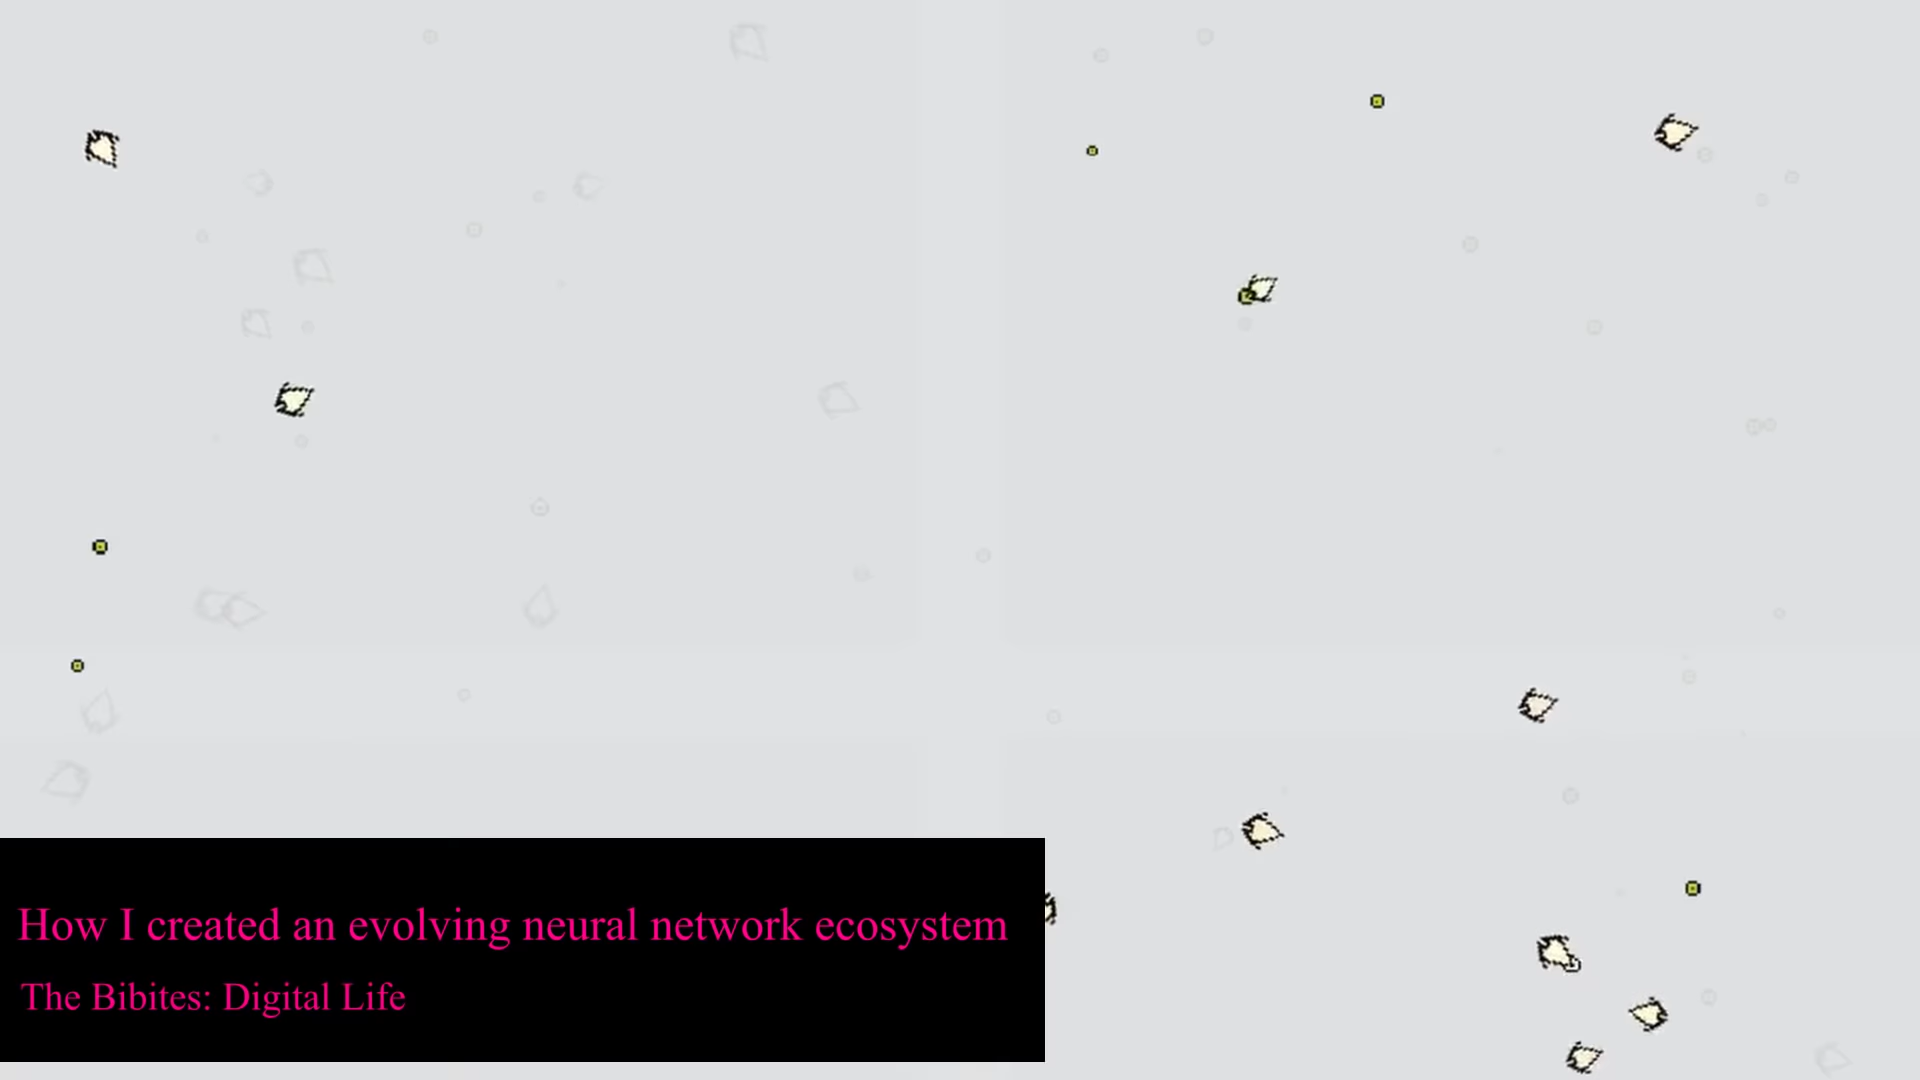 How I created an evolving neural network ecosystem
The Bibites: Digital Life